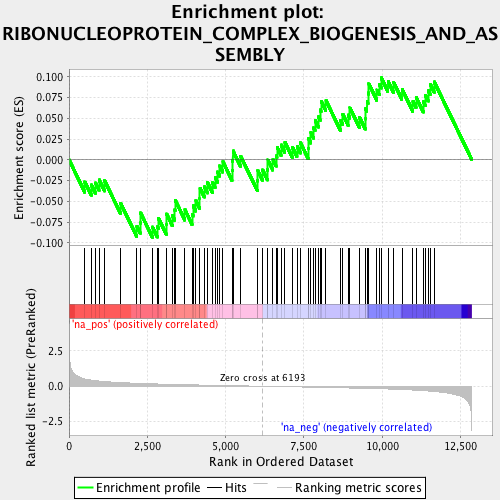 Enrichment plot:
RIBONUCLEOPROTEIN_COMPLEX_BIOGENESIS_AND_AS
SEMBLY
Enrichment score (ES)
0.100
0.075
0.050
0.025
0.000
-0.025
-0.050
-0.075
-0.100
'na_pos' (positively correlated)
Ranked list metric (PreRanked)
2.5
0.0
-2.5
Zero cross at 6193
'na_neg' (negatively correlated)
0
2,500
5,000
7,500
10,000
12,500
Rank in Ordered Dataset
Enrichment profile
Hits
Ranking metric scores